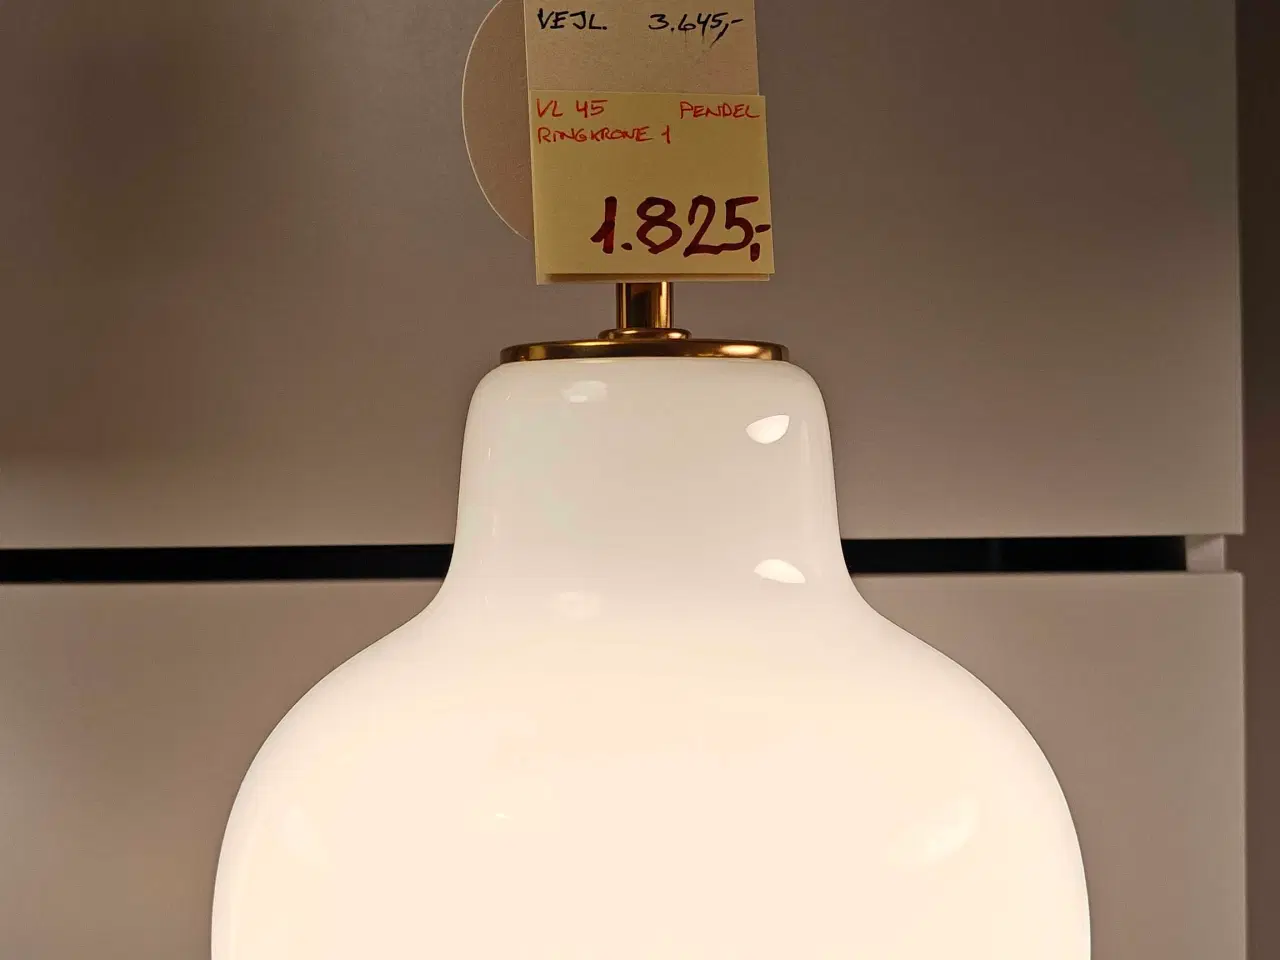 VEJL. 3.645,-
VL 45 PENDEL
RINGKRONE 1
1.825,-